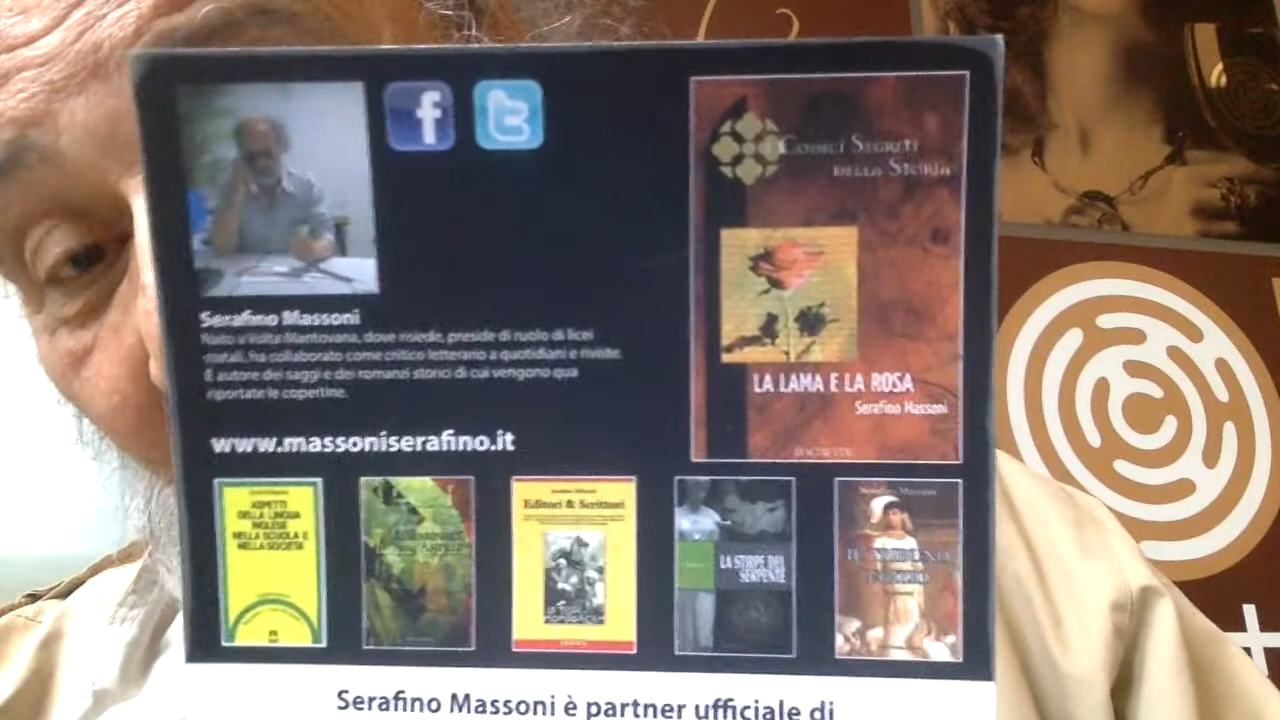 f
t
CODICI SEGRETI
DELLA STORIA
LA LAMA E LA ROSA
Serafino Massoni
HACHETTE
Serafino Massoni
Nato a Volta Mantovana, dove risiede, preside di ruolo di licei
statali, ha collaborato come critico letterario a quotidiani e riviste.
È autore dei saggi e dei romanzi storici di cui vengono qua
riportate le copertine.
www.massoniserafino.it
ASPETTI
DELLA LINGUA
INGLESE
NELLA SCUOLA E
NELLA SOCIETÀ
Editori & Scrittori
LA STIRPE DEL
SERPENTE
Serafino Massoni
Serafino Massoni è partner ufficiale di